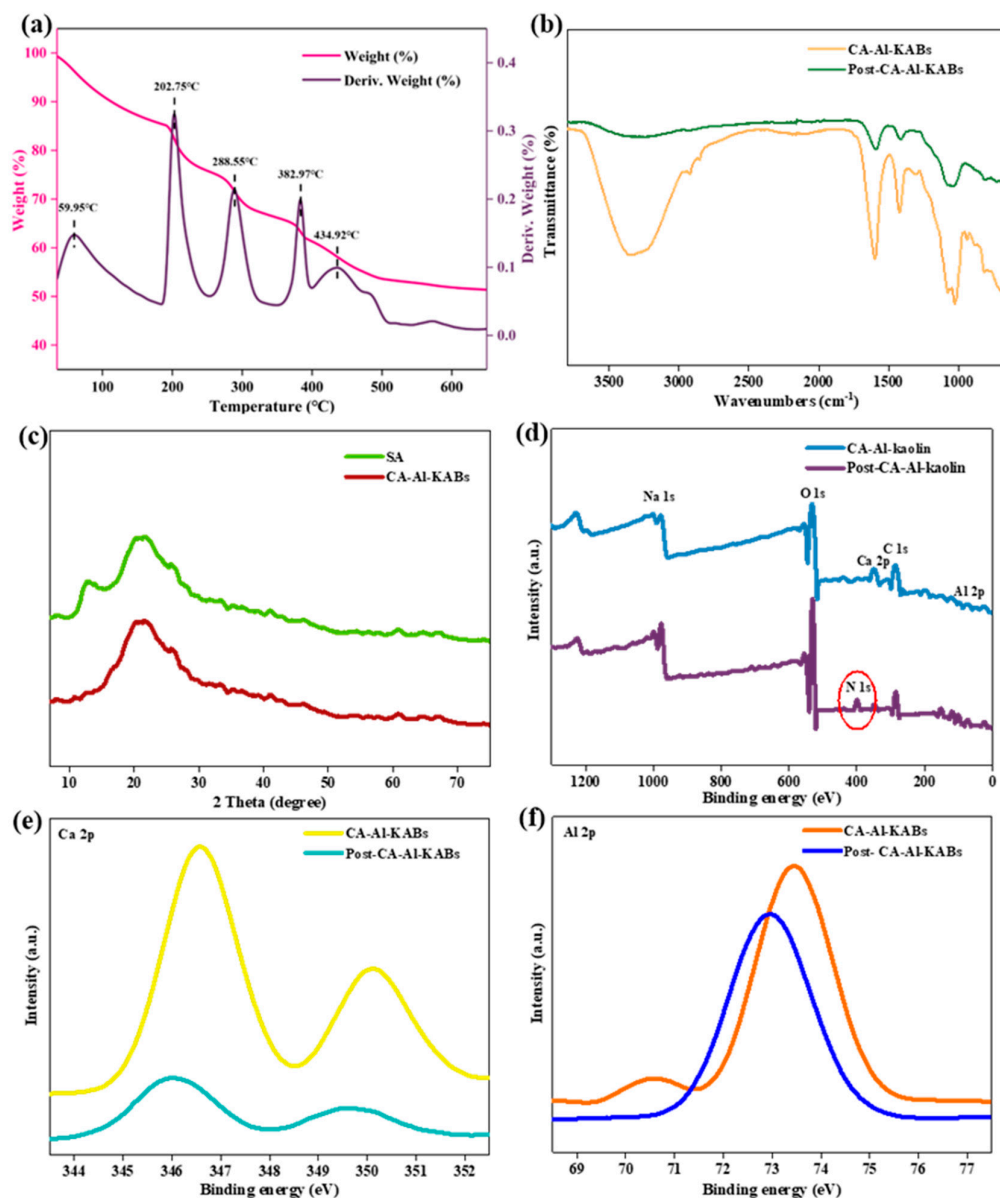 (a)
Weight (%)
Deriv. Weight (%)
59.95℃
202.75℃
288.55℃
382.97℃
434.92℃
100
90
80
70
60
50
40
Weight (%)
0.4
0.3
0.2
0.1
0.0
Deriv. Weight (%)
100 200 300 400 500 600
Temperature (℃)
(b)
CA-Al-KABs
Post-CA-Al-KABs
Transmittance (%)
3500 3000 2500 2000 1500 1000
Wavenumbers (cm⁻¹)
(c)
SA
CA-Al-KABs
Intensity (a.u.)
10 20 30 40 50 60 70
2 Theta (degree)
(d)
CA-Al-kaolin
Post-CA-Al-kaolin
Na 1s
O 1s
Ca 2p
C 1s
Al 2p
N 1s
Intensity (a.u.)
1200 1000 800 600 400 200 0
Binding energy (eV)
(e)
Ca 2p
CA-Al-KABs
Post-CA-Al-KABs
Intensity (a.u.)
344 345 346 347 348 349 350 351 352
Binding energy (eV)
(f)
Al 2p
CA-Al-KABs
Post- CA-Al-KABs
Intensity (a.u.)
69 70 71 72 73 74 75 76 77
Binding energy (eV)